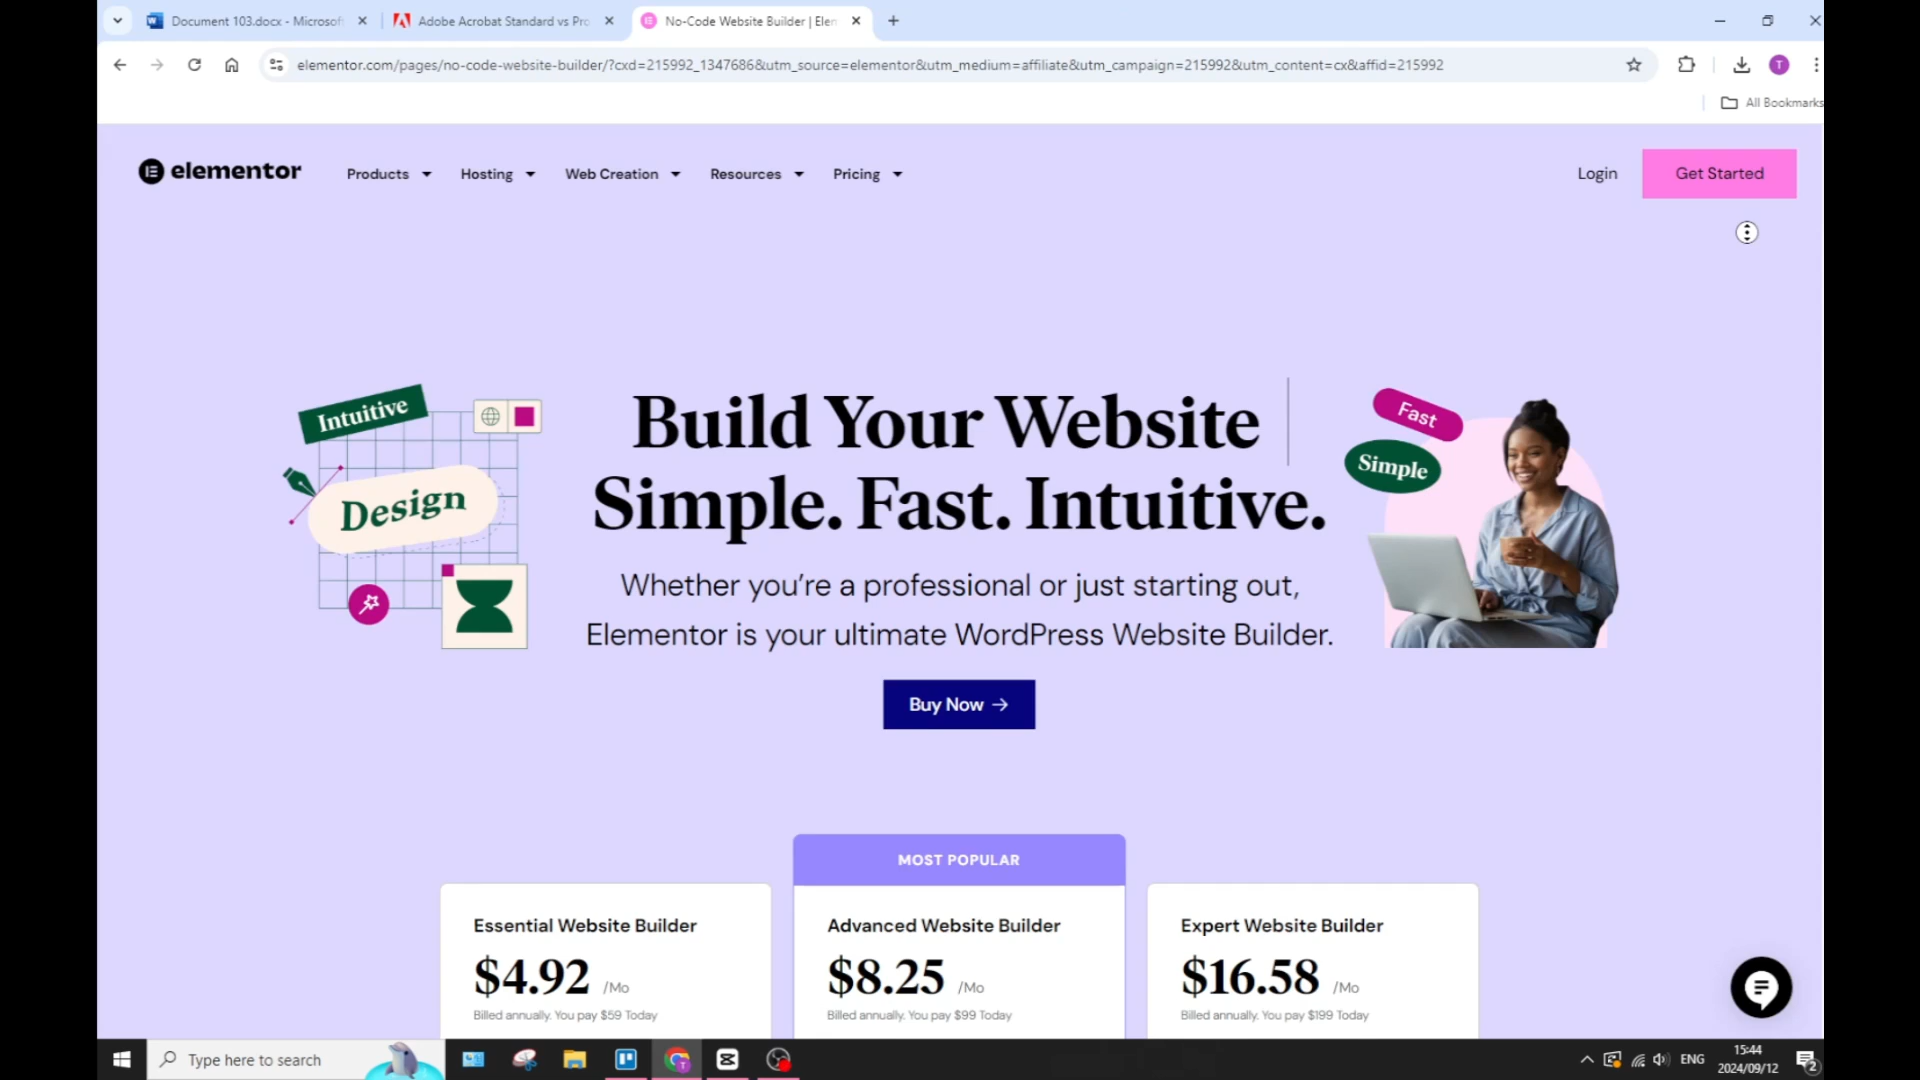 Document 103.docx - Microsoft
Adobe Acrobat Standard vs Pro
No-Code Website Builder | Elem
elementor.com/pages/no-code-website-builder/?cxd=215992_1347686&utm_source=elementor&utm_medium=affiliate&utm_campaign=215992&utm_content=cx&affid=215992
T
All Bookmarks
elementor
Products
Hosting
Web Creation
Resources
Pricing
Login
Get Started
Intuitive
Design
Build Your Website
Simple. Fast. Intuitive.
Fast
Simple
Whether you’re a professional or just starting out,
Elementor is your ultimate WordPress Website Builder.
Buy Now →
MOST POPULAR
Essential Website Builder
$4.92 /Mo
Billed annually. You pay $59 Today
Advanced Website Builder
$8.25 /Mo
Billed annually. You pay $99 Today
Expert Website Builder
$16.58 /Mo
Billed annually. You pay $199 Today
Type here to search
ENG
15:44
2024/09/12
2